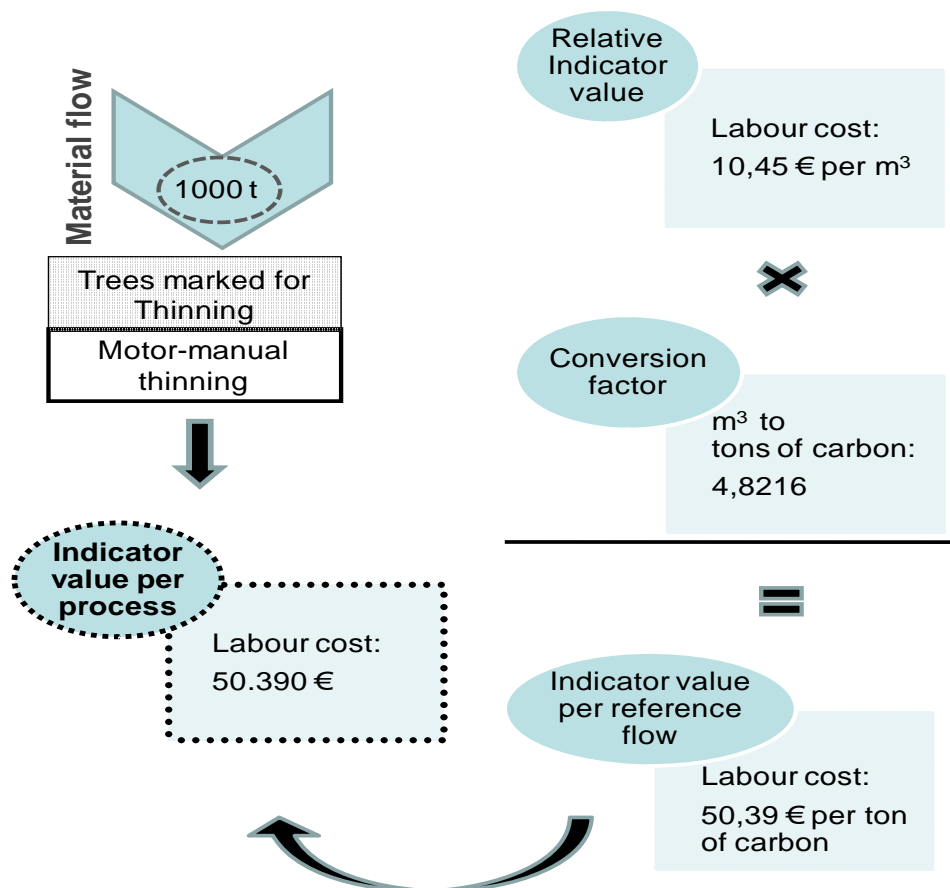 Material flow
1000 t
Trees marked for
Thinning
Motor-manual
thinning
Indicator
value per
process
Labour cost:
50.390 €
Relative
Indicator
value
Labour cost:
10,45 € per m³
Conversion
factor
m³ to
tons of carbon:
4,8216
Indicator value
per reference
flow
Labour cost:
50,39 € per ton
of carbon